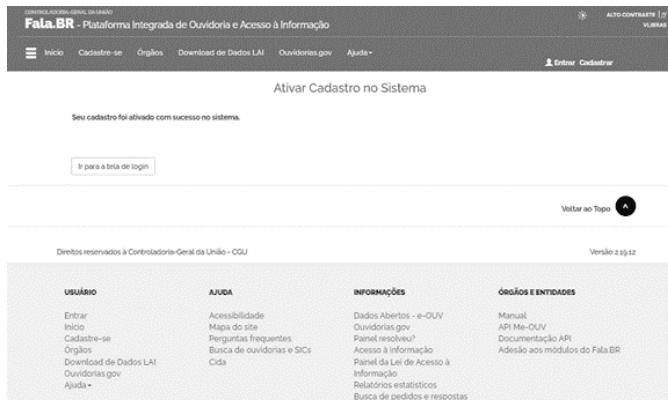 CONTROLADORIA-GERAL DA UNIÃO
Fala.BR - Plataforma Integrada de Ouvidoria e Acesso à Informação
ALTO CONTRASTE
VLIBRAS
Início Cadastre-se Órgãos Download de Dados LAI Ouvidorias.gov Ajuda
Entrar Cadastrar
Ativar Cadastro no Sistema
Seu cadastro foi ativado com sucesso no sistema.
Ir para a tela de login
Voltar ao Topo
Direitos reservados à Controladoria-Geral da União - CGU Versão 2.19.12
USUÁRIO
Entrar
Início
Cadastre-se
Órgãos
Download de Dados LAI
Ouvidorias.gov
Ajuda
AJUDA
Acessibilidade
Mapa do site
Perguntas frequentes
Busca de ouvidorias e SICs
Cida
INFORMAÇÕES
Dados Abertos - e-OUV
Ouvidorias.gov
Painel resolveu?
Acesso à informação
Painel da Lei de Acesso à
Informação
Relatórios estatísticos
Busca de pedidos e respostas
ÓRGÃOS E ENTIDADES
Manual
API Me-OUV
Documentação API
Adesão aos módulos do Fala.BR